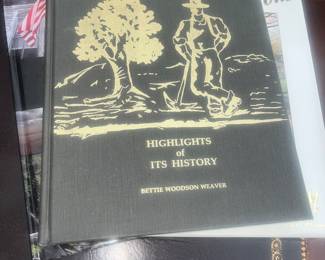 HIGHLIGHTS
of
ITS HISTORY
BETTIE WOODSON WEAVER